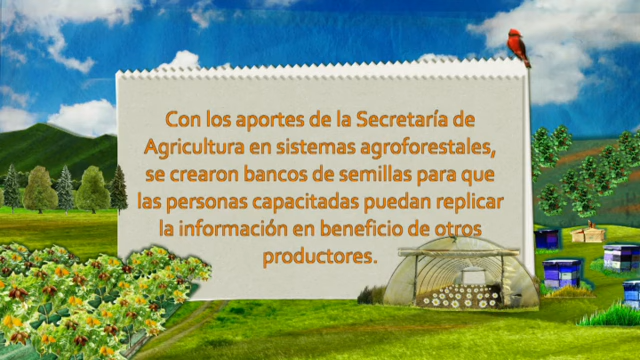 Con los aportes de la Secretaría de
Agricultura en sistemas agroforestales,
se crearon bancos de semillas para que
las personas capacitadas puedan replicar
la información en beneficio de otros
productores.